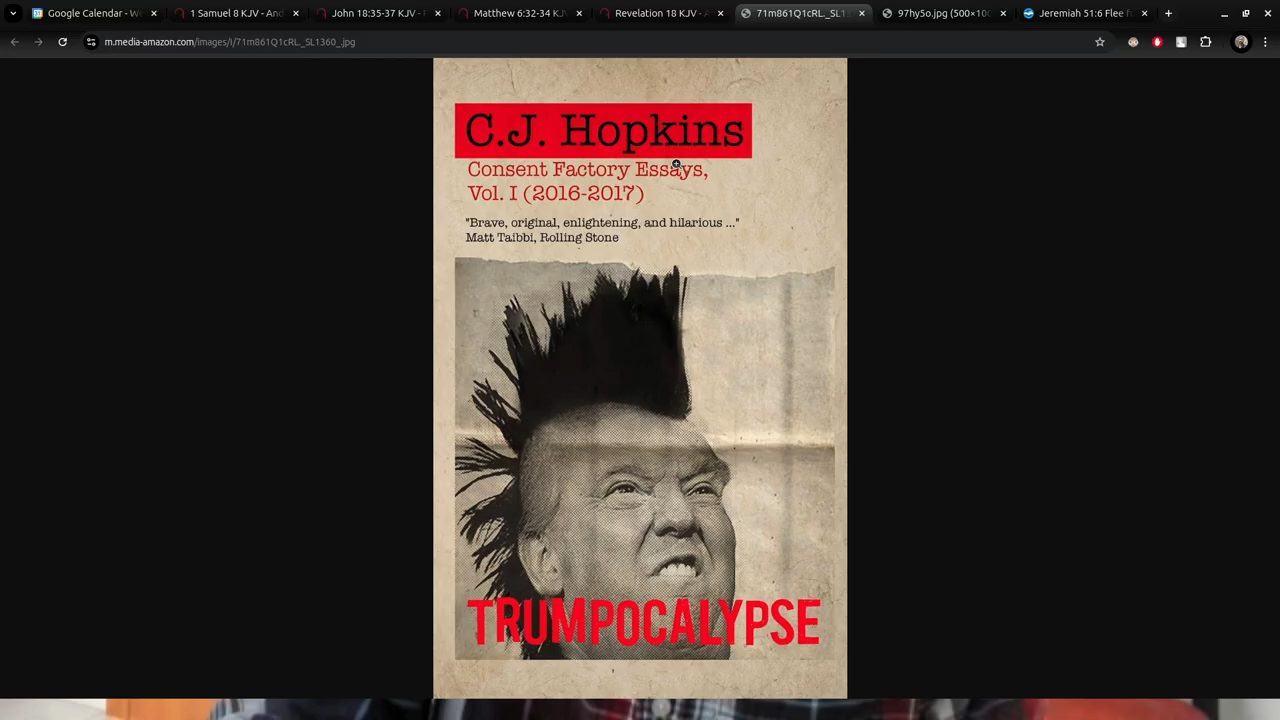 Google Calendar - W
1 Samuel 8 KJV - And
John 18:35-37 KJV -
Matthew 6:32-34 KJV
Revelation 18 KJV - A
71m861Q1cRL._SL1
97hy5o.jpg (500×10
Jeremiah 51:6 Flee f
m.media-amazon.com/images/I/71m861Q1cRL._SL1360_.jpg
C.J. Hopkins
Consent Factory Essays,
Vol. I (2016-2017)
"Brave, original, enlightening, and hilarious ..."
Matt Taibbi, Rolling Stone
TRUMPOCALYPSE